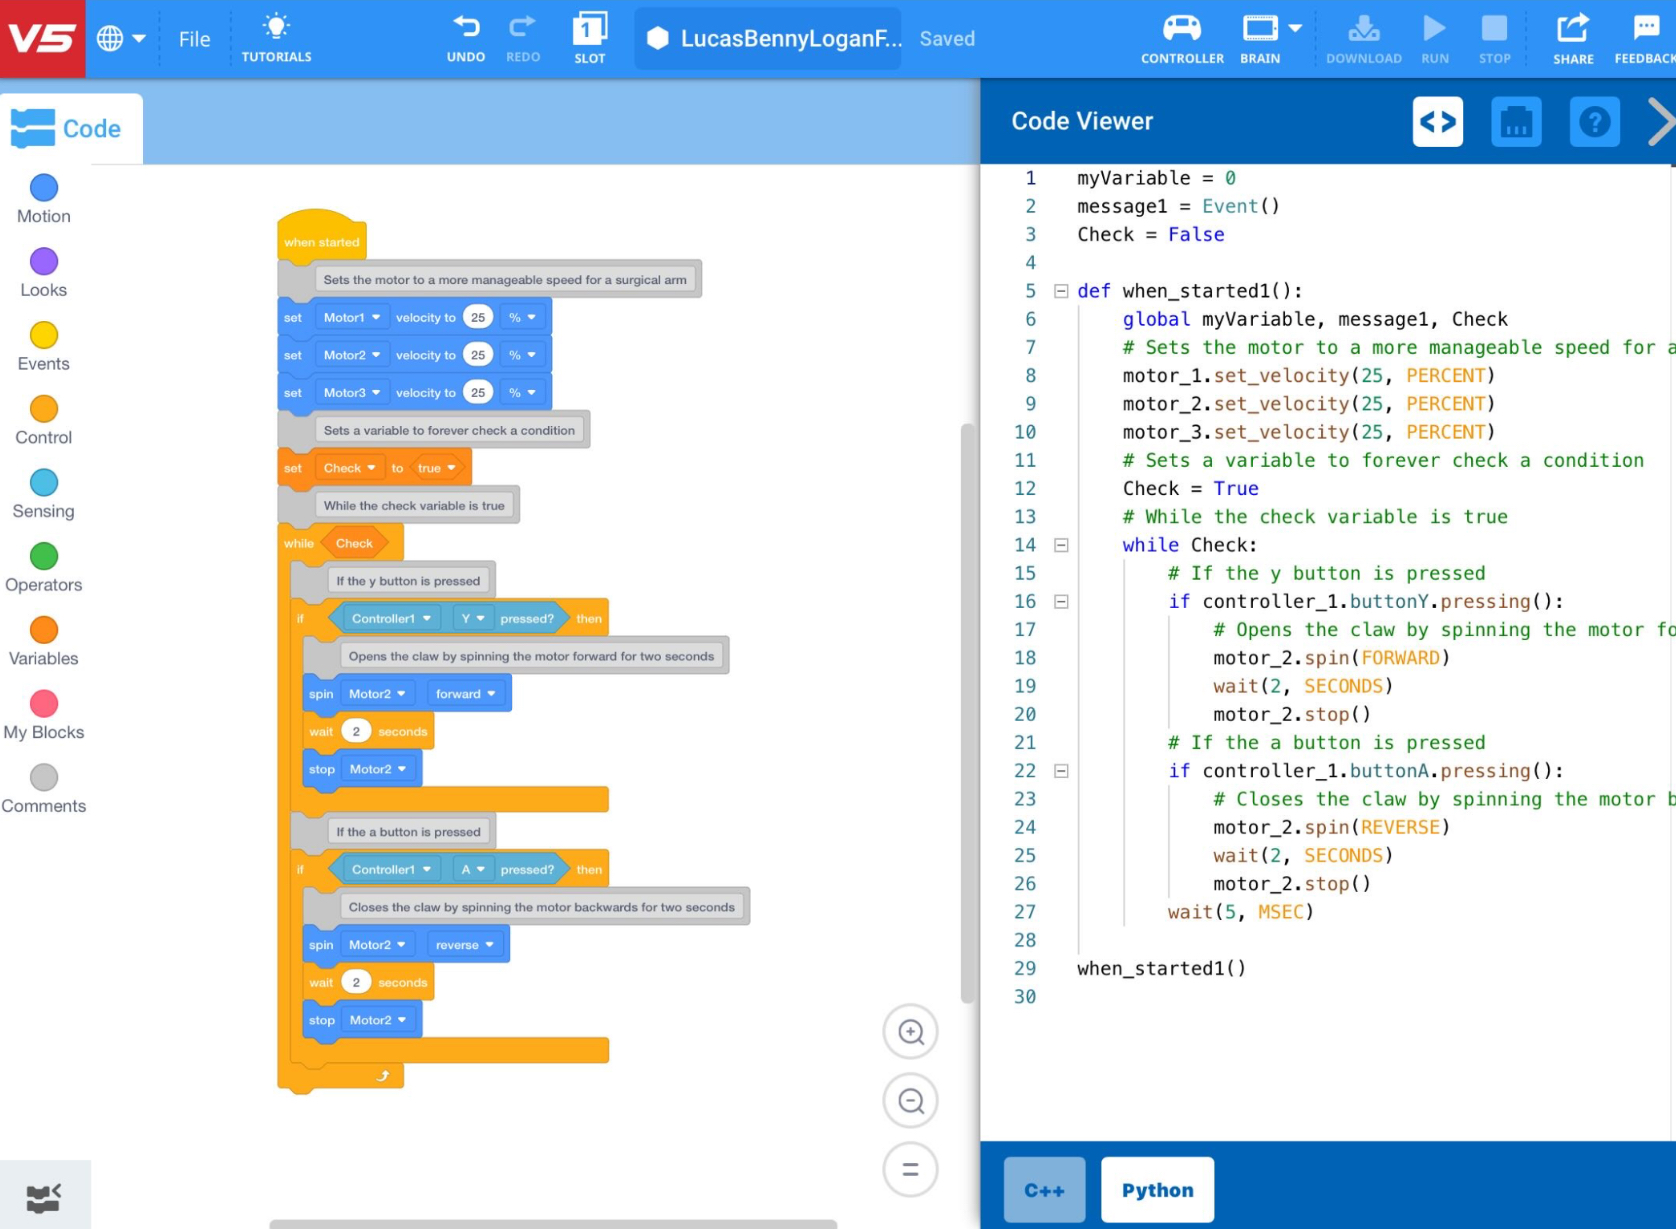 V5
File
TUTORIALS
UNDO
REDO
1
SLOT
LucasBennyLoganF...
Saved
CONTROLLER
BRAIN
DOWNLOAD
RUN
STOP
SHARE
FEEDBACK
Code
Motion
Looks
Events
Control
Sensing
Operators
Variables
My Blocks
Comments
when started
Sets the motor to a more manageable speed for a surgical arm
set Motor1 velocity to 25 %
set Motor2 velocity to 25 %
set Motor3 velocity to 25 %
Sets a variable to forever check a condition
set Check to true
While the check variable is true
while Check
If the y button is pressed
if Controller1 Y pressed? then
Opens the claw by spinning the motor forward for two seconds
spin Motor2 forward
wait 2 seconds
stop Motor2
If the a button is pressed
if Controller1 A pressed? then
Closes the claw by spinning the motor backwards for two seconds
spin Motor2 reverse
wait 2 seconds
stop Motor2
Code Viewer
<> ?
1 myVariable = 0
2 message1 = Event()
3 Check = False
4
5 def when_started1():
6 global myVariable, message1, Check
7 # Sets the motor to a more manageable speed for a
8 motor_1.set_velocity(25, PERCENT)
9 motor_2.set_velocity(25, PERCENT)
10 motor_3.set_velocity(25, PERCENT)
11 # Sets a variable to forever check a condition
12 Check = True
13 # While the check variable is true
14 while Check:
15 # If the y button is pressed
16 if controller_1.buttonY.pressing():
17 # Opens the claw by spinning the motor fo
18 motor_2.spin(FORWARD)
19 wait(2, SECONDS)
20 motor_2.stop()
21 # If the a button is pressed
22 if controller_1.buttonA.pressing():
23 # Closes the claw by spinning the motor b
24 motor_2.spin(REVERSE)
25 wait(2, SECONDS)
26 motor_2.stop()
27 wait(5, MSEC)
28
29 when_started1()
30
C++
Python